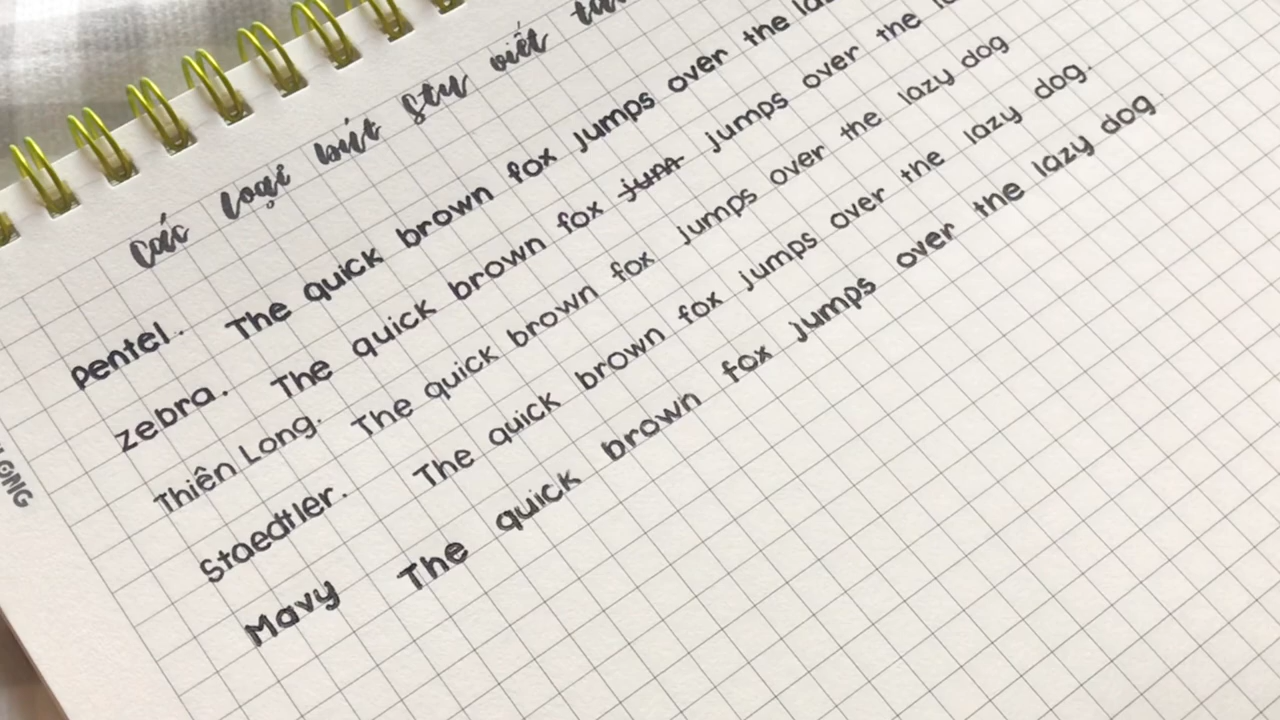 Các loại bút Stu viết
Pentel. The quick brown fox jumps over the
Zebra. The quick brown fox jumps over the
Thiên Long. The quick brown fox jumps over the lazy dog
Staedtler. The quick brown fox jumps over the lazy dog.
Mavy The quick brown fox jumps over the lazy dog.